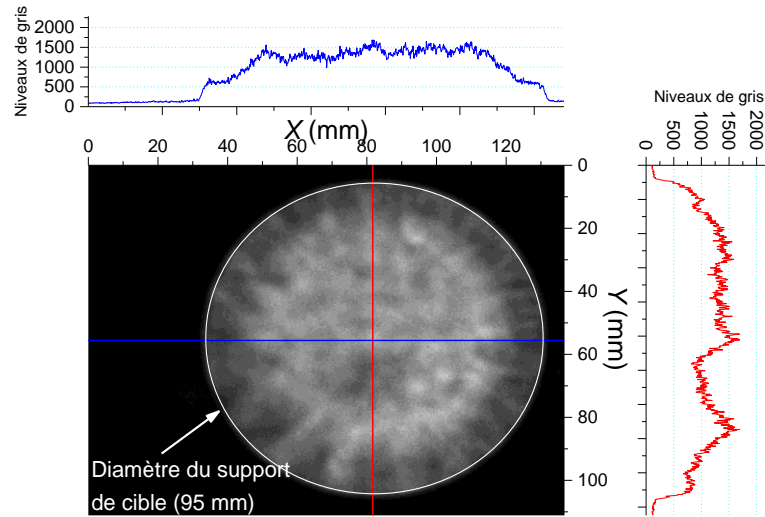 Niveaux de gris
2000
1500
1000
500
0
X (mm)
0 20 40 60 80 100 120
Niveaux de gris
0 500 1000 1500 2000
0
20
40
60
80
100
Y (mm)
Diamètre du support
de cible (95 mm)